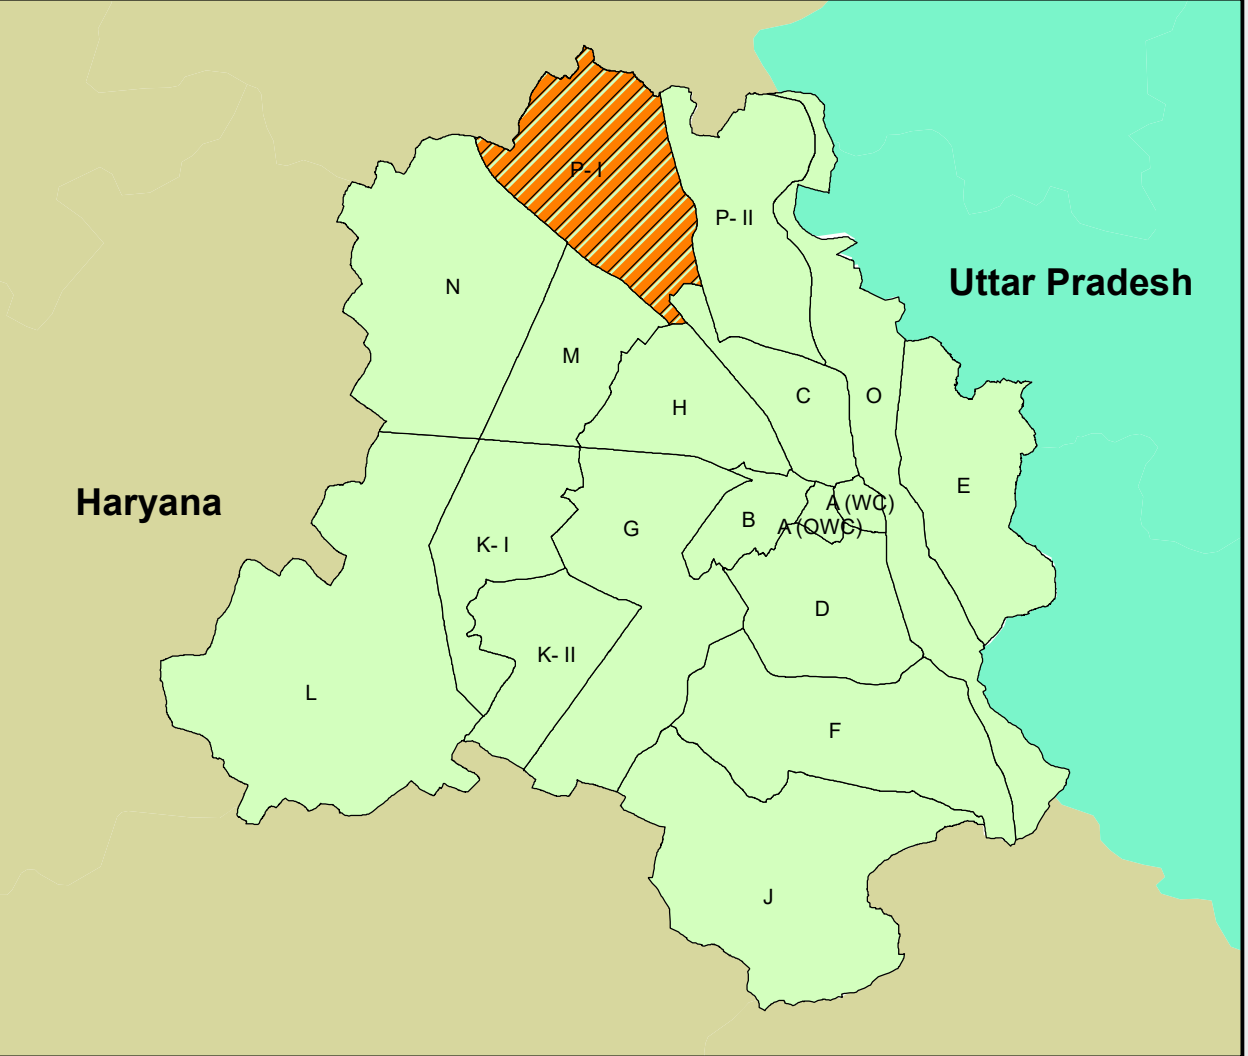 P- I
P- II
Uttar Pradesh
N
M
C
O
H
E
Haryana
A (WC)
B
A (OWC)
G
K- I
D
K- II
L
F
J